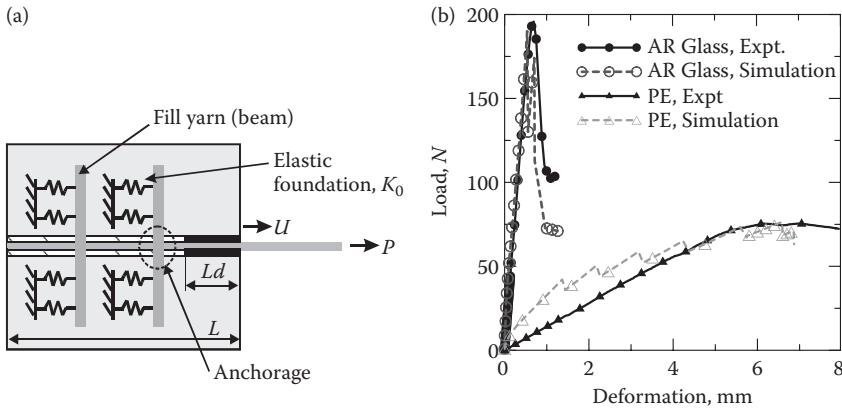 (a)
Fill yarn (beam)
Elastic
foundation, K0
U
P
Ld
L
Anchorage
(b)
200
150
100
50
0
Load, N
AR Glass, Expt.
AR Glass, Simulation
PE, Expt
PE, Simulation
0 2 4 6 8
Deformation, mm